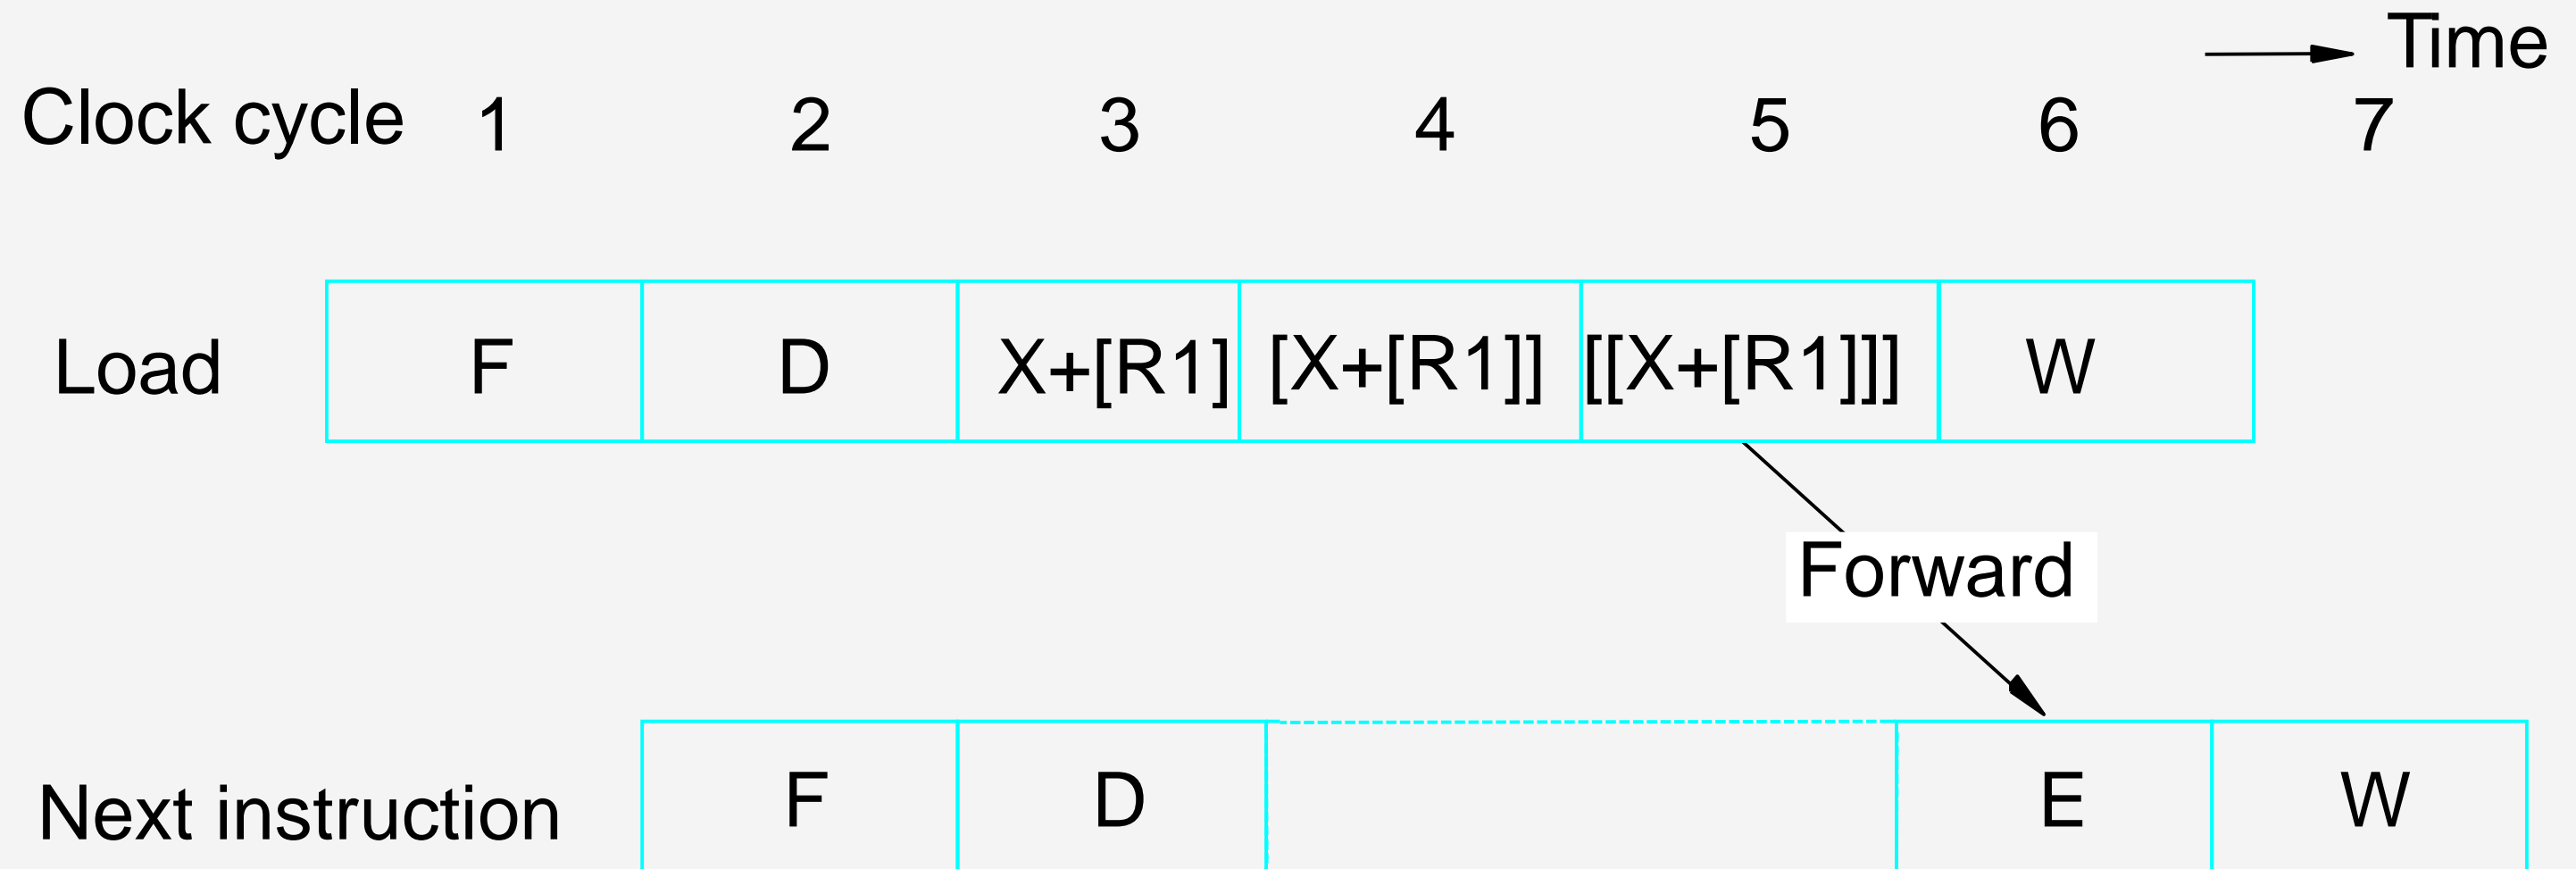 Time
Clock cycle 1 2 3 4 5 6 7
Load F D X+[R1] [X+[R1]] [[X+[R1]]] W
Forward
Next instruction F D E W